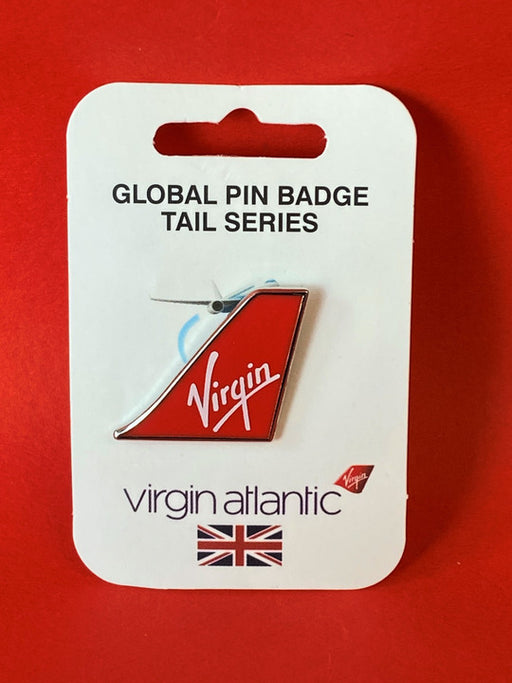 GLOBAL PIN BADGE
TAIL SERIES
Virgin
virgin atlantic
Virgin